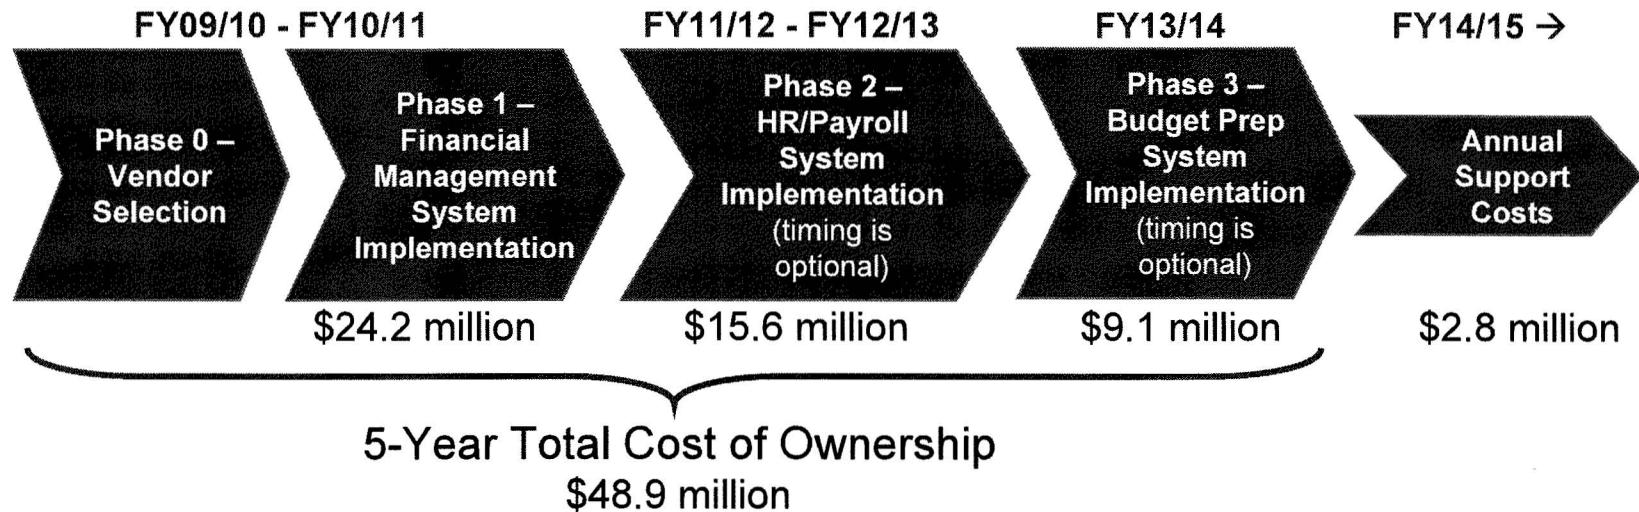 FY09/10 - FY10/11
FY11/12 - FY12/13
FY13/14
FY14/15 →
Phase 0 –
Vendor
Selection
Phase 1 –
Financial
Management
System
Implementation
Phase 2 –
HR/Payroll
System
Implementation
(timing is
optional)
Phase 3 –
Budget Prep
System
Implementation
(timing is
optional)
Annual
Support
Costs
$24.2 million
$15.6 million
$9.1 million
$2.8 million
5-Year Total Cost of Ownership
$48.9 million